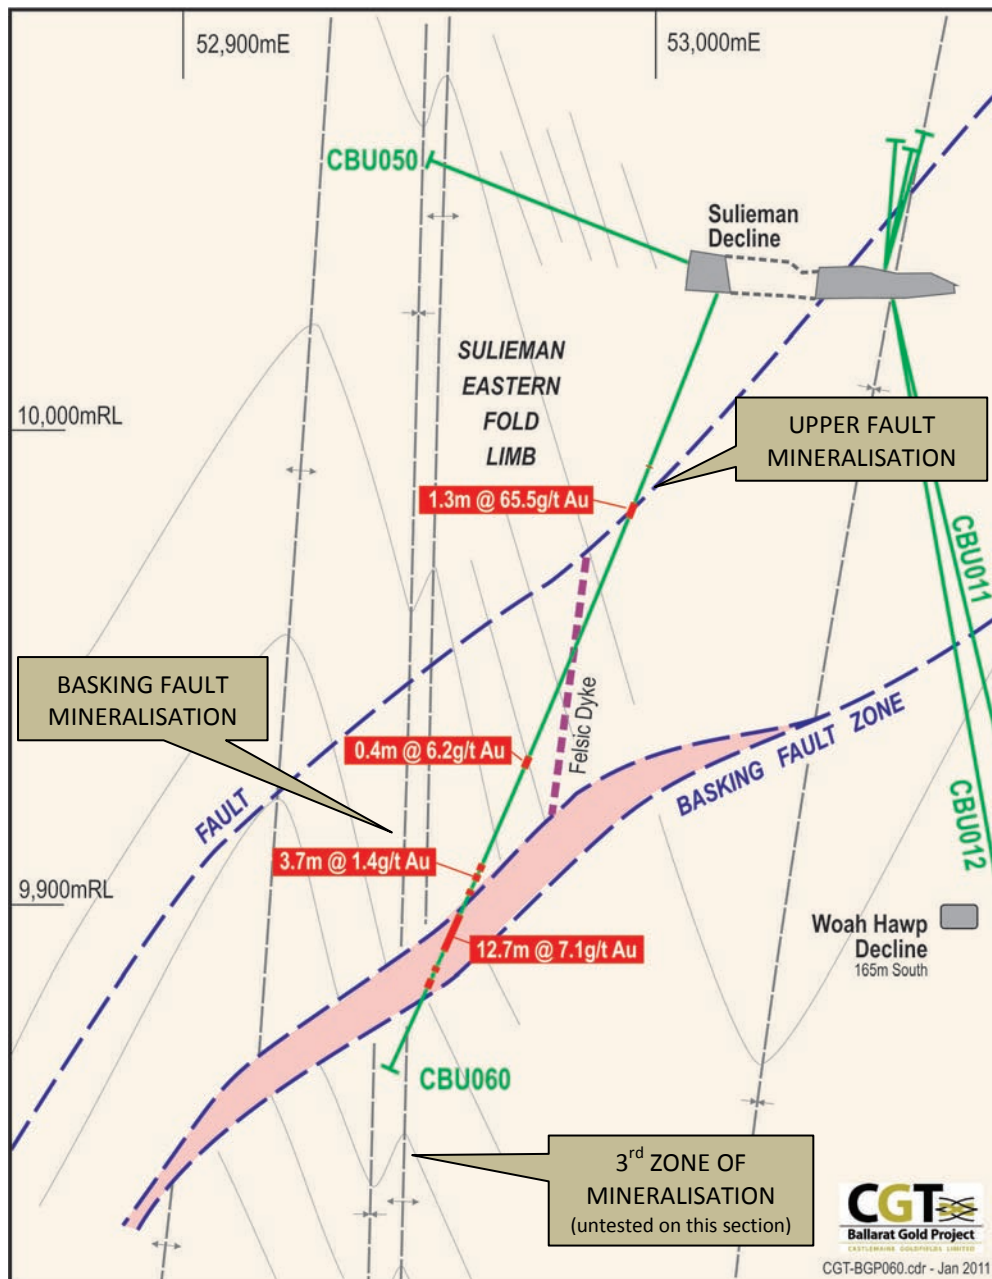 52,900mE
53,000mE
CBU050
Sulieman
Decline
SULIEMAN
EASTERN
FOLD
LIMB
10,000mRL
UPPER FAULT
MINERALISATION
1.3m @ 65.5g/t Au
CBU011
BASKING FAULT
MINERALISATION
Felsic Dyke
0.4m @ 6.2g/t Au
BASKING FAULT ZONE
FAULT
CBU012
3.7m @ 1.4g/t Au
9,900mRL
12.7m @ 7.1g/t Au
Woah Hawp
Decline
165m South
CBU060
3rd ZONE OF
MINERALISATION
(untested on this section)
CGT
Ballarat Gold Project
CASTLEMAINE GOLDFIELDS LIMITED
CGT-BGP060.cdr - Jan 2011